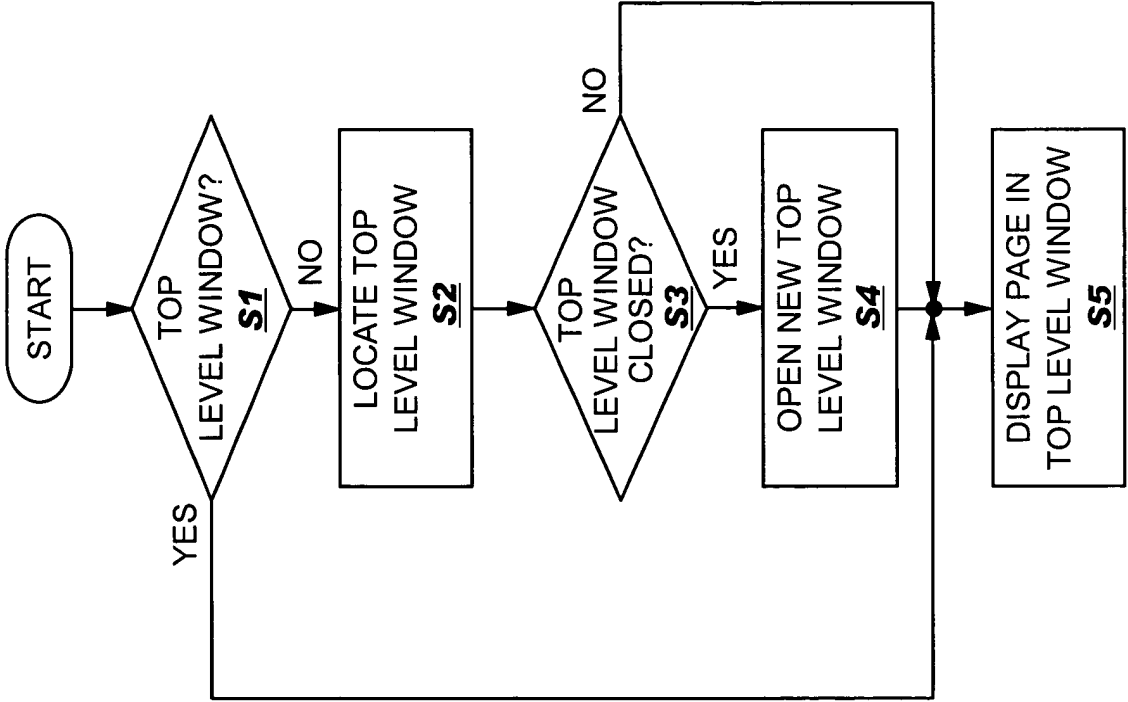 START
TOP
LEVEL WINDOW?
S1
YES
NO
LOCATE TOP
LEVEL WINDOW
S2
TOP
LEVEL WINDOW
CLOSED?
S3
NO
YES
OPEN NEW TOP
LEVEL WINDOW
S4
DISPLAY PAGE IN
TOP LEVEL WINDOW
S5